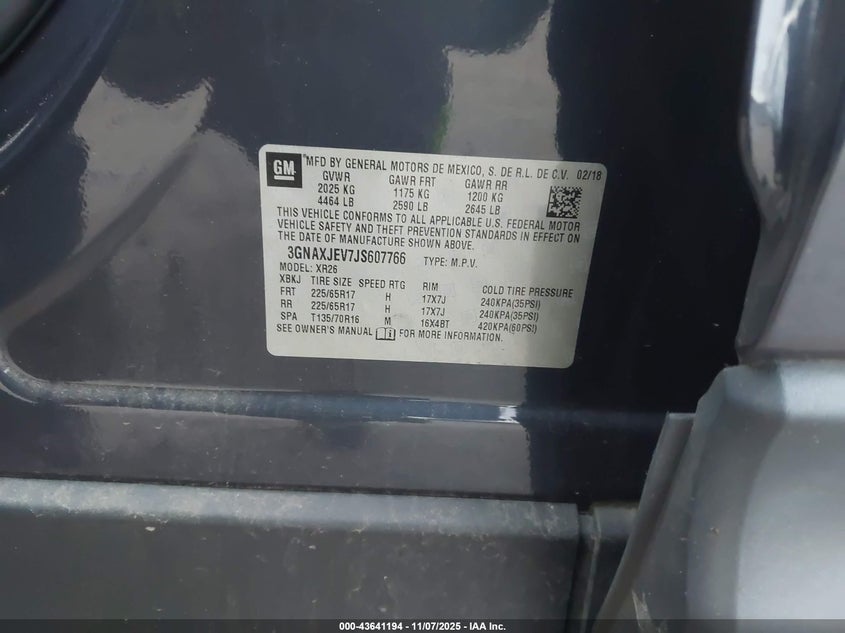 GM
MFD BY GENERAL MOTORS DE MEXICO, S. DE R.L. DE C.V. 02/18
GVWR GAWR FRT GAWR RR
2025 KG 1175 KG 1200 KG
4464 LB 2590 LB 2645 LB
THIS VEHICLE CONFORMS TO ALL APPLICABLE U.S. FEDERAL MOTOR
VEHICLE SAFETY AND THEFT PREVENTION STANDARDS IN EFFECT ON
THE DATE OF MANUFACTURE SHOWN ABOVE.
3GNAXJEV7JS607766 TYPE: M.P.V.
MODEL: XR26
XBKJ TIRE SIZE SPEED RTG RIM COLD TIRE PRESSURE
FRT 225/65R17 H 17X7J 240KPA(35PSI)
RR 225/65R17 H 17X7J 240KPA(35PSI)
SPA T135/70R16 M 16X4BT 420KPA(60PSI)
SEE OWNER'S MANUAL FOR MORE INFORMATION.
000-43641194 - 11/07/2025 - IAA Inc.